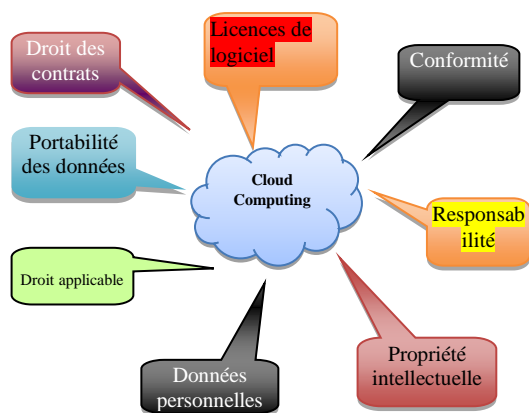 Droit des
contrats
Licences de
logiciel
Conformité
Portabilité
des données
Cloud
Computing
Responsab
ilité
Droit applicable
Données
personnelles
Propriété
intellectuelle